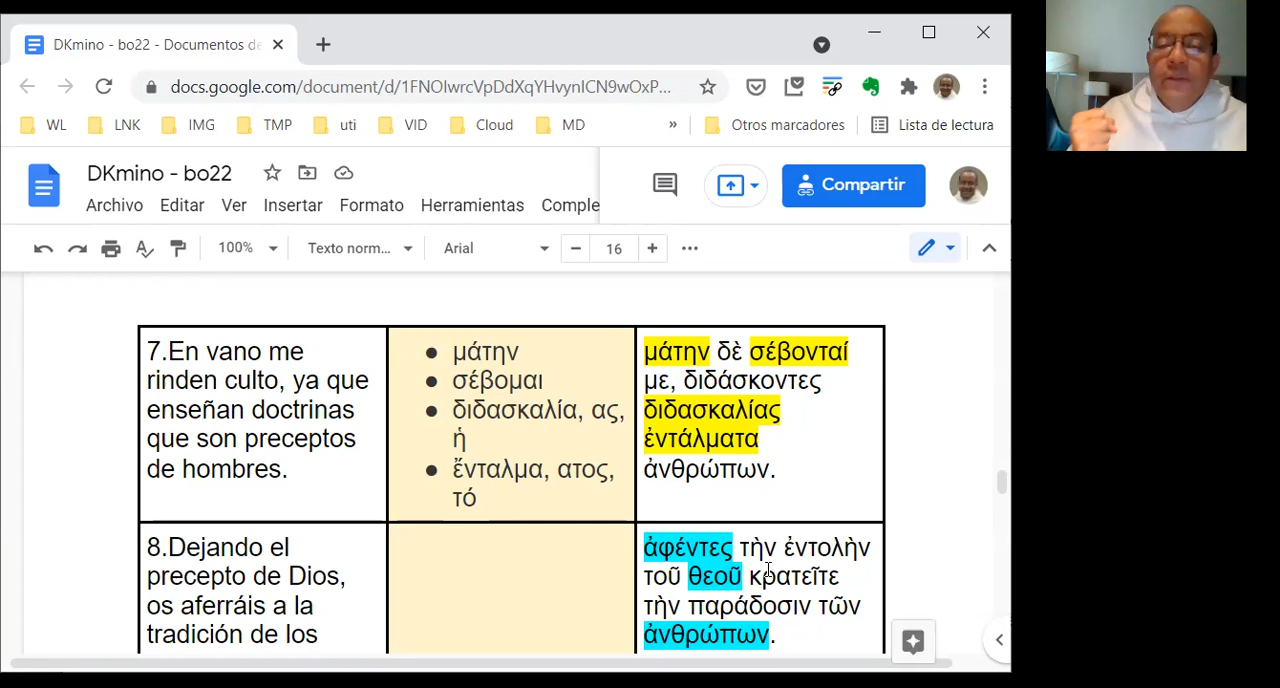 DKmino - bo22 - Documentos de
docs.google.com/document/d/1FNOIwrcVpDdXqYHvynICN9wOxP...
WL LNK IMG TMP uti VID Cloud MD » Otros marcadores Lista de lectura
DKmino - bo22
Compartir
Archivo Editar Ver Insertar Formato Herramientas Comple
100% Texto norm... Arial 16
7.En vano me
rinden culto, ya que
enseñan doctrinas
que son preceptos
de hombres.
μάτην
σέβομαι
διδασκαλία, ας,
ἡ
ἔνταλμα, ατος,
τό
μάτην δὲ σέβονταί
με, διδάσκοντες
διδασκαλίας
ἐντάλματα
ἀνθρώπων.
8.Dejando el
precepto de Dios,
os aferráis a la
tradición de los
ἀφέντες τὴν ἐντολὴν
τοῦ θεοῦ κρατεῖτε
τὴν παράδοσιν τῶν
ἀνθρώπων.